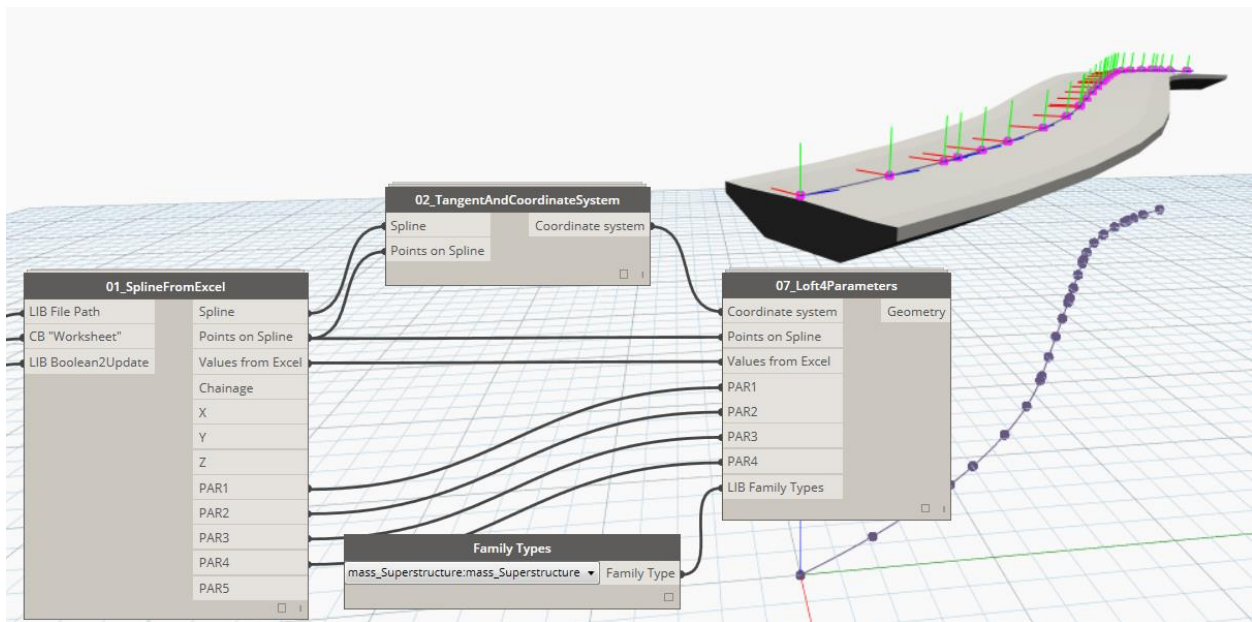 02_TangentAndCoordinateSystem
Spline
Coordinate system
Points on Spline
01_SplineFromExcel
LIB File Path
Spline
CB "Worksheet"
Points on Spline
LIB Boolean2Update
Values from Excel
Chainage
X
Y
Z
PAR1
PAR2
PAR3
PAR4
PAR5
Family Types
mass_Superstructure:mass_Superstructure
Family Type
07_Loft4Parameters
Coordinate system
Geometry
Points on Spline
Values from Excel
PAR1
PAR2
PAR3
PAR4
LIB Family Types